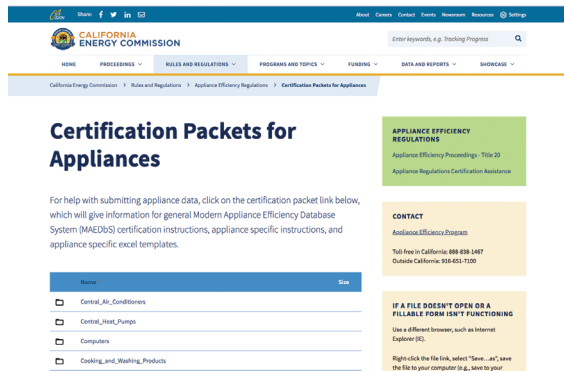 CA
GOV
Share:
About Careers Contact Events Newsroom Resources Settings
CALIFORNIA
ENERGY COMMISSION
Enter keywords, e.g. Tracking Progress
HOME PROCEEDINGS RULES AND REGULATIONS PROGRAMS AND TOPICS FUNDING DATA AND REPORTS SHOWCASE
California Energy Commission > Rules and Regulations > Appliance Efficiency Regulations > Certification Packets for Appliances
Certification Packets for
Appliances
For help with submitting appliance data, click on the certification packet link below,
which will give information for general Modern Appliance Efficiency Database
System (MAEDbS) certification instructions, appliance specific instructions, and
appliance specific excel templates.
Name Size
Central_Air_Conditioners
Central_Heat_Pumps
Computers
Cooking_and_Washing_Products
APPLIANCE EFFICIENCY
REGULATIONS
Appliance Efficiency Proceedings - Title 20
Appliance Regulations Certification Assistance
CONTACT
Appliance Efficiency Program
Toll-free in California: 888-838-1467
Outside California: 916-651-7100
IF A FILE DOESN'T OPEN OR A
FILLABLE FORM ISN'T FUNCTIONING
Use a different browser, such as Internet
Explorer (IE).
Right-click the file link, select "Save...as", save
the file to your computer (e.g., save to your